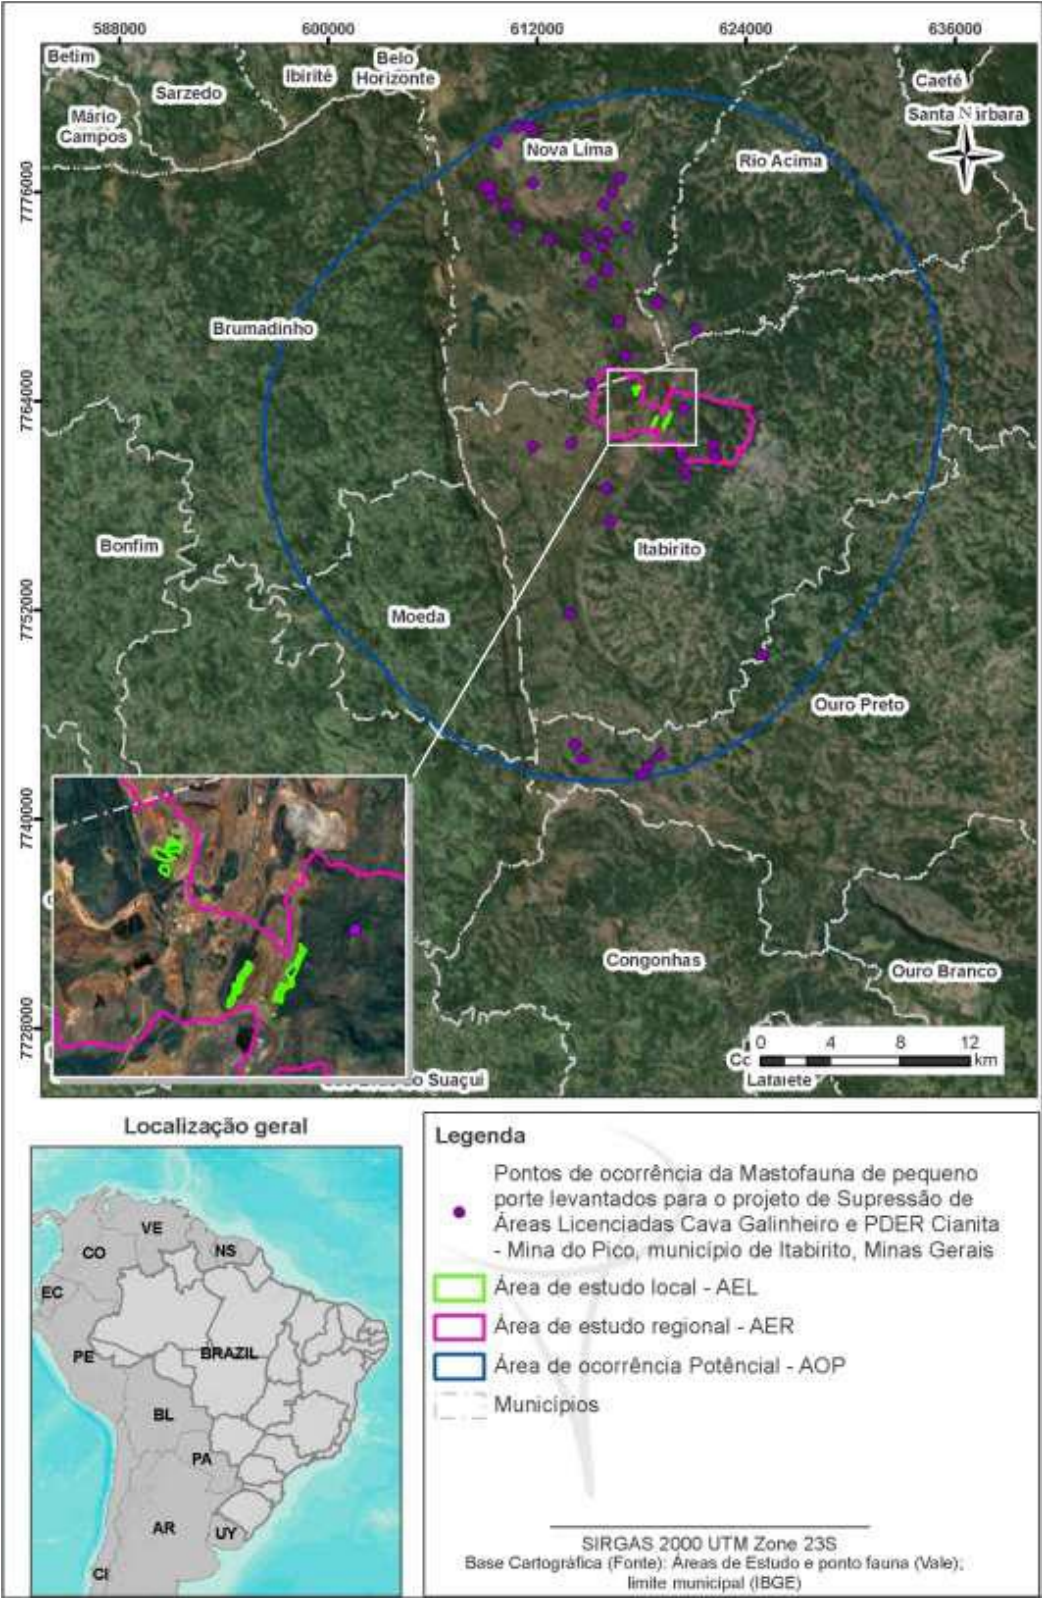 588000 600000 612000 624000 636000
Betim
Ibirité
Belo
Horizonte
Sarzedo
Mário
Campos
Caeté
Santa Bárbara
N
Nova Lima
Rio Acima
7776000
Brumadinho
7764000
Bonfim
Itabirito
7752000
Moeda
Ouro Preto
7740000
Congonhas
Ouro Branco
7728000
0 4 8 12
km
Lafaiete
do Suaçuí
Localização geral
VE
CO
NS
EC
PE
BRAZIL
BL
PA
AR
UY
CI
Legenda
Pontos de ocorrência da Mastofauna de pequeno
porte levantados para o projeto de Supressão de
Áreas Licenciadas Cava Galinheiro e PDER Cianita
- Mina do Pico, município de Itabirito, Minas Gerais
Área de estudo local - AEL
Área de estudo regional - AER
Área de ocorrência Potêncial - AOP
Municípios
SIRGAS 2000 UTM Zone 23S
Base Cartográfica (Fonte): Áreas de Estudo e ponto fauna (Vale);
limite municipal (IBGE)